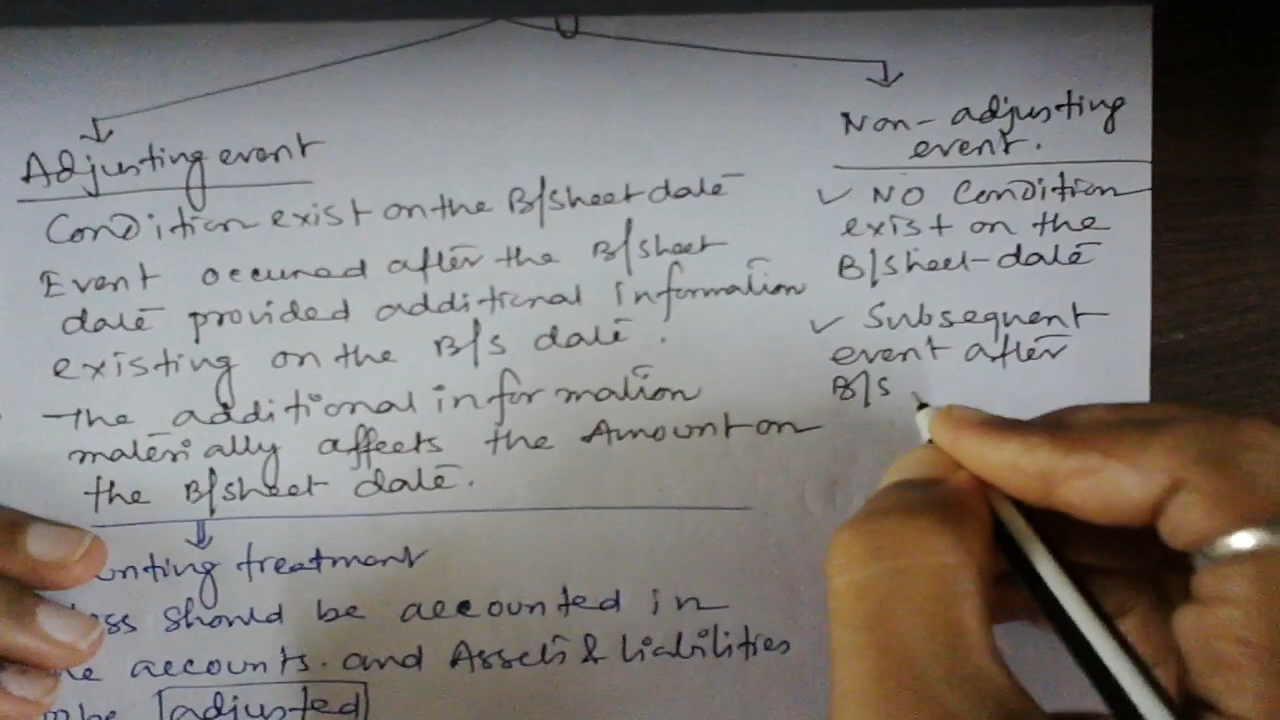 Adjusting event
Condition exist on the B/sheet date
Event occured after the B/sheet
date provided additional information
existing on the B/s date.
The additional information
materially affects the Amount on
the B/sheet date.
unting treatment
ss should be accounted in
accounts. and Assets & liabilities
be adjusted
Non-adjusting
event.
✓ NO Condition
exist on the
B/sheet-date
✓ Subsequent
event after
B/s